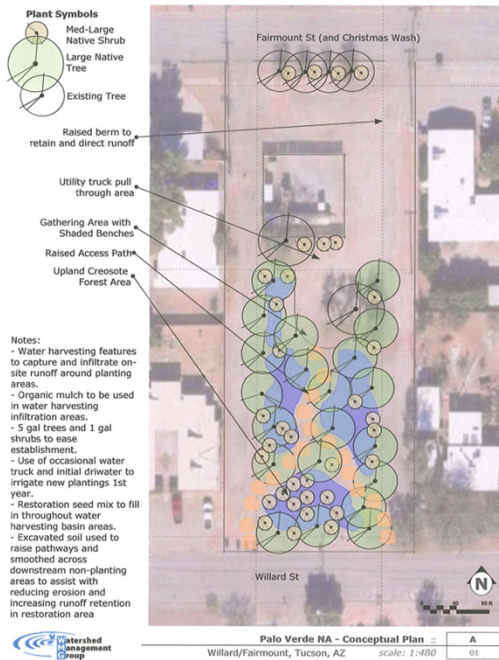 Plant Symbols
Med-Large
Native Shrub
Large Native
Tree
Existing Tree
Fairmount St (and Christmas Wash)
Raised berm to
retain and direct runoff
Utility truck pull
through area
Gathering Area with
Shaded Benches
Raised Access Path
Upland Creosote
Forest Area
Notes:
- Water harvesting features
to capture and infiltrate on-
site runoff around planting
areas.
- Organic mulch to be used
in water harvesting
infiltration areas.
- 5 gal trees and 1 gal
shrubs to ease
establishment.
- Use of occasional water
truck and initial driwater to
irrigate new plantings 1st
year.
- Restoration seed mix to fill
in throughout water
harvesting basin areas.
- Excavated soil used to
raise pathways and
smoothed across
downstream non-planting
areas to assist with
reducing erosion and
increasing runoff retention
in restoration area
Willard St
N
Watershed
Management
Group
Palo Verde NA - Conceptual Plan ::
A
Willard/Fairmount, Tucson, AZ
scale: 1:480
01